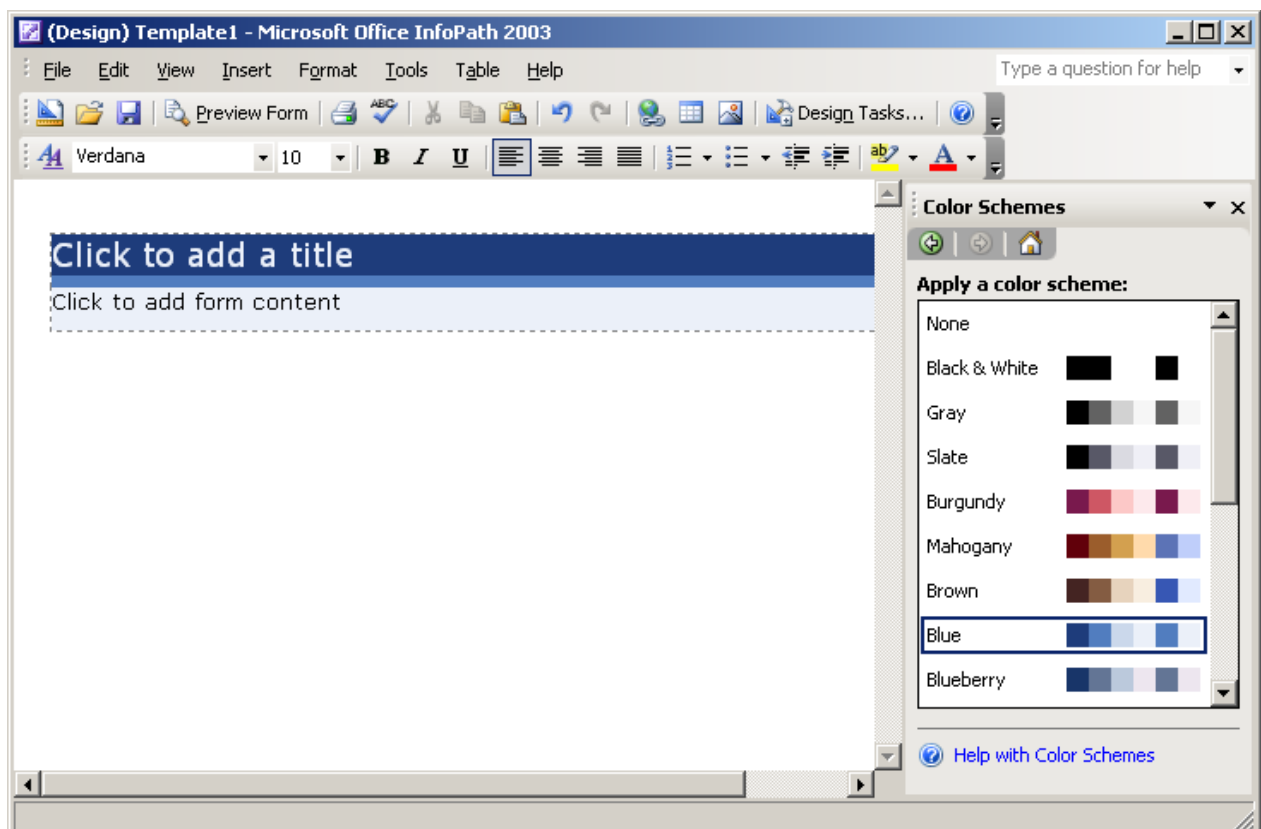 (Design) Template1 - Microsoft Office InfoPath 2003
File Edit View Insert Format Tools Table Help Type a question for help
Preview Form ABC Design Tasks...
Verdana 10 B I U ab A
Color Schemes
Click to add a title
Apply a color scheme:
Click to add form content
None
Black & White
Gray
Slate
Burgundy
Mahogany
Brown
Blue
Blueberry
Help with Color Schemes